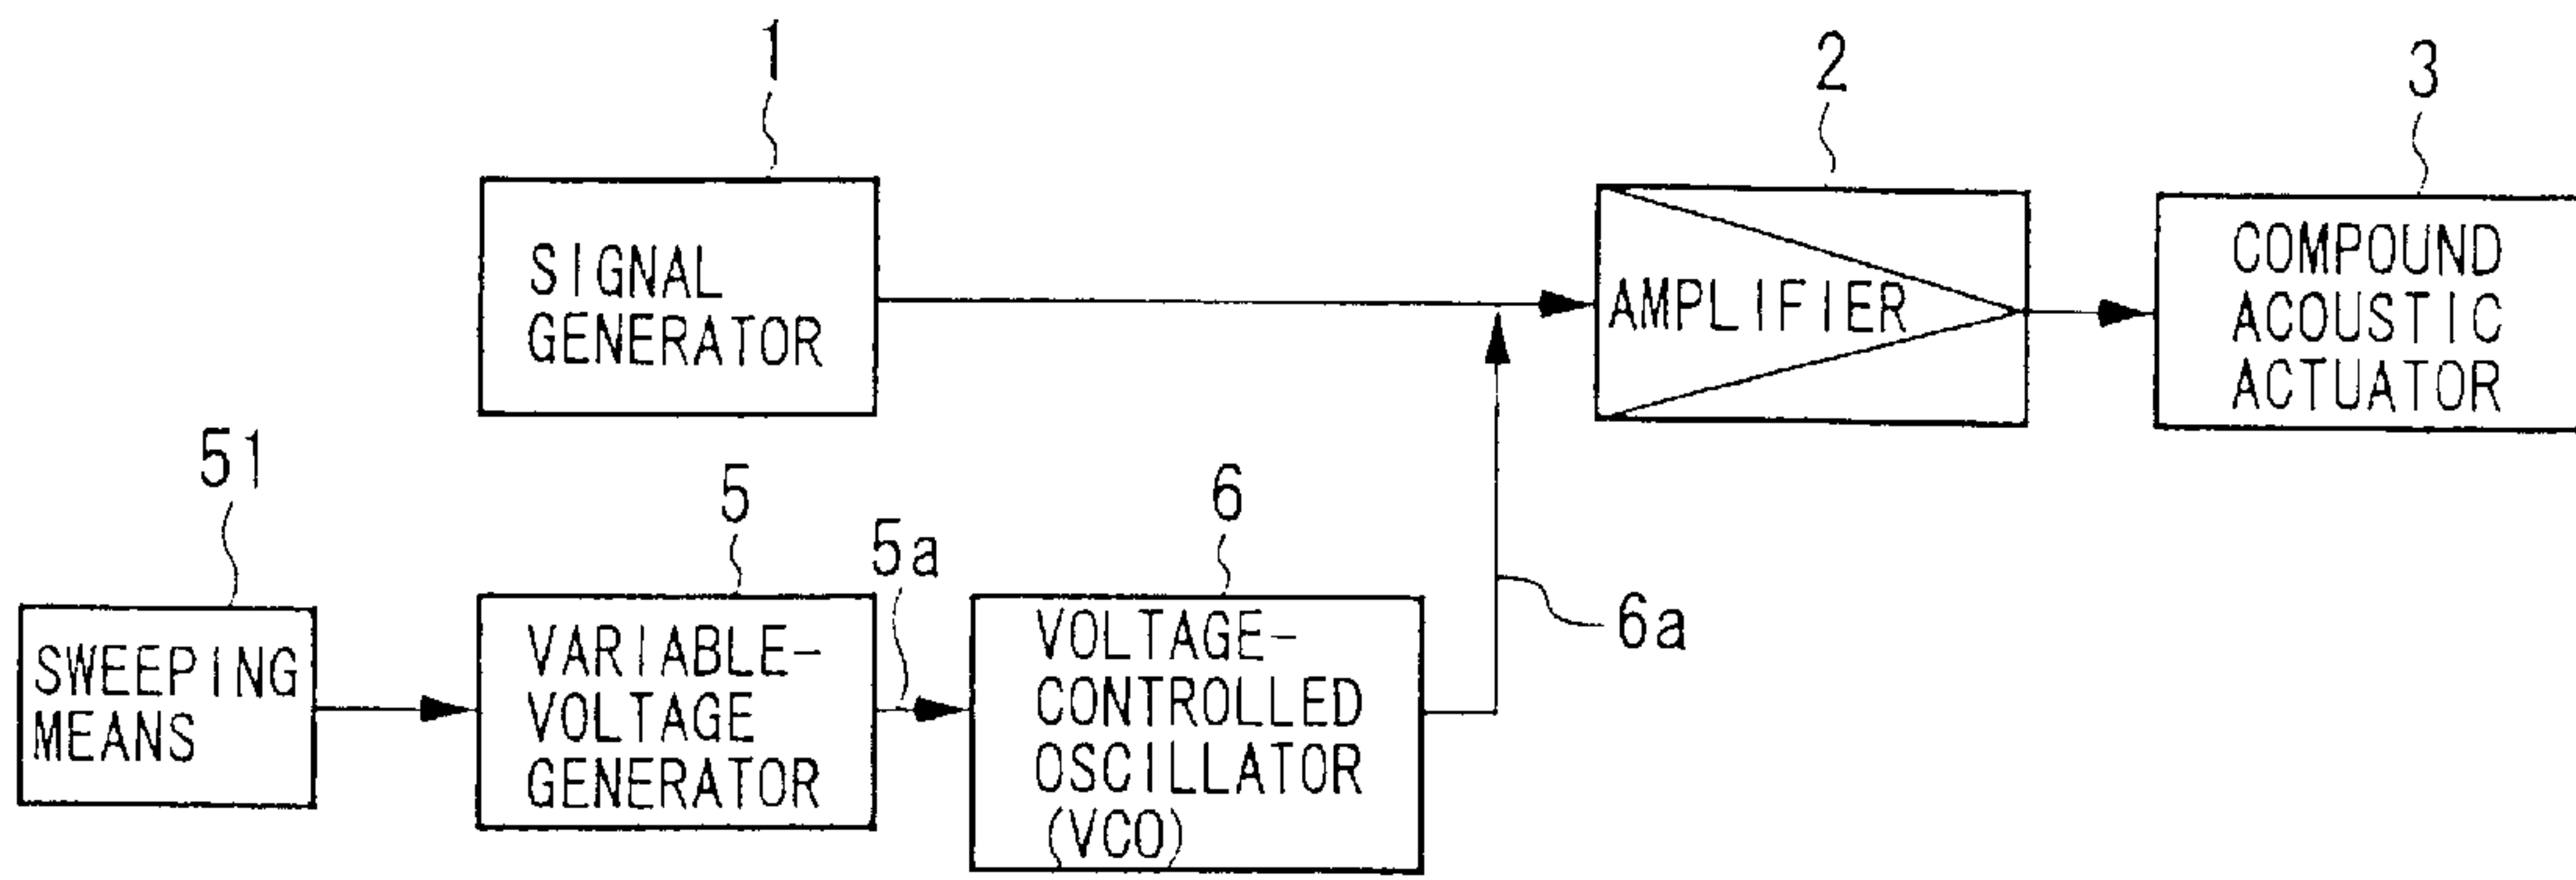 1
2
3
SIGNAL
GENERATOR
AMPLIFIER
COMPOUND
ACOUSTIC
ACTUATOR
51
5
5a
6
6a
SWEEPING
MEANS
VARIABLE-
VOLTAGE
GENERATOR
VOLTAGE-
CONTROLLED
OSCILLATOR
(VCO)